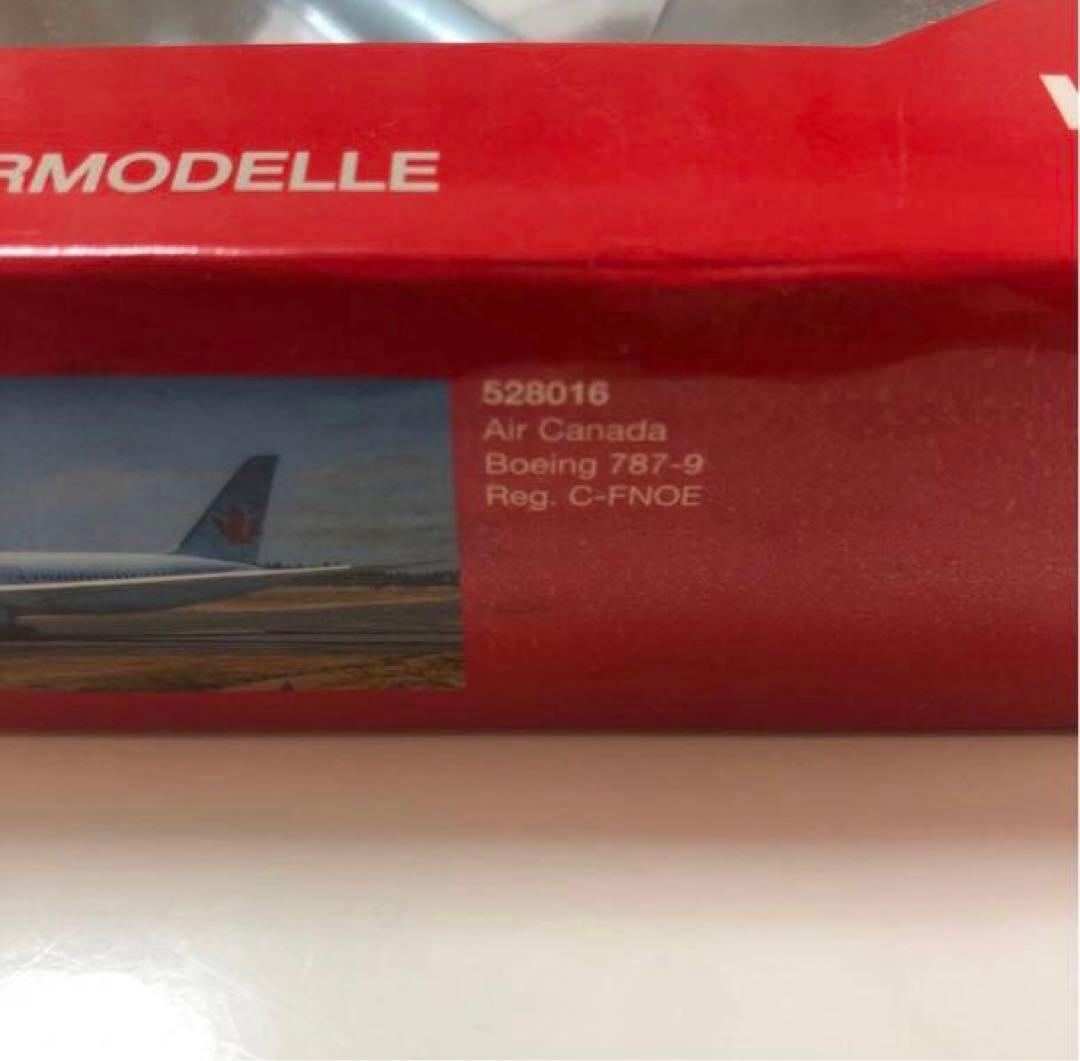 RMODELLE
528016
Air Canada
Boeing 787-9
Reg. C-FNOE